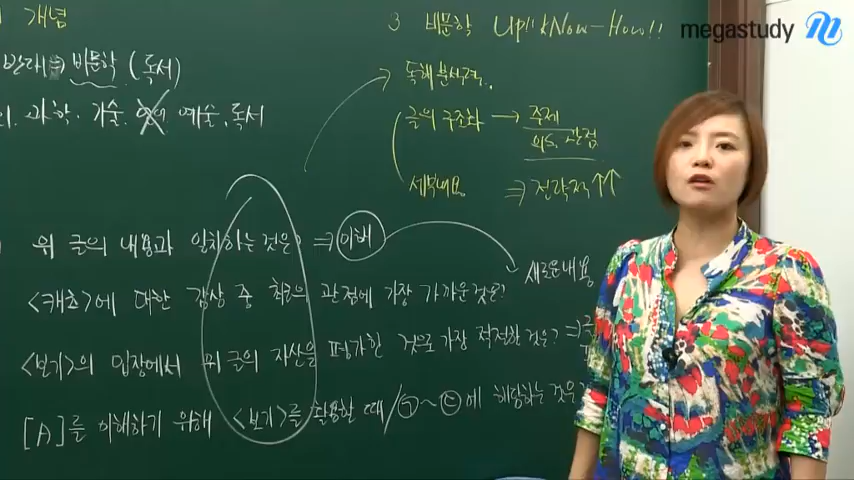 개념
3 비문학 Up!! kNow-How!!
megastudy
반대 ⇒ 비문학 (독서)
독해 분석력.
과학. 기술. 예술. 독서
글의 구조화 → 주제
의도, 관점
세부내용 ⇒ 전략적 ↑↑
위 글의 내용과 일치하는 것은? ⇒ 이해
새로운 내용
<캐츠>에 대한 감상 중 최근의 관점에 가장 가까운 것은?
<보기>의 입장에서 위 글의 자산을 평가한 것으로 가장 적절한 것은? ⇒
[A]를 이해하기 위해 <보기>를 활용할 때 / ㉠~㉢에 해당하는 것은?